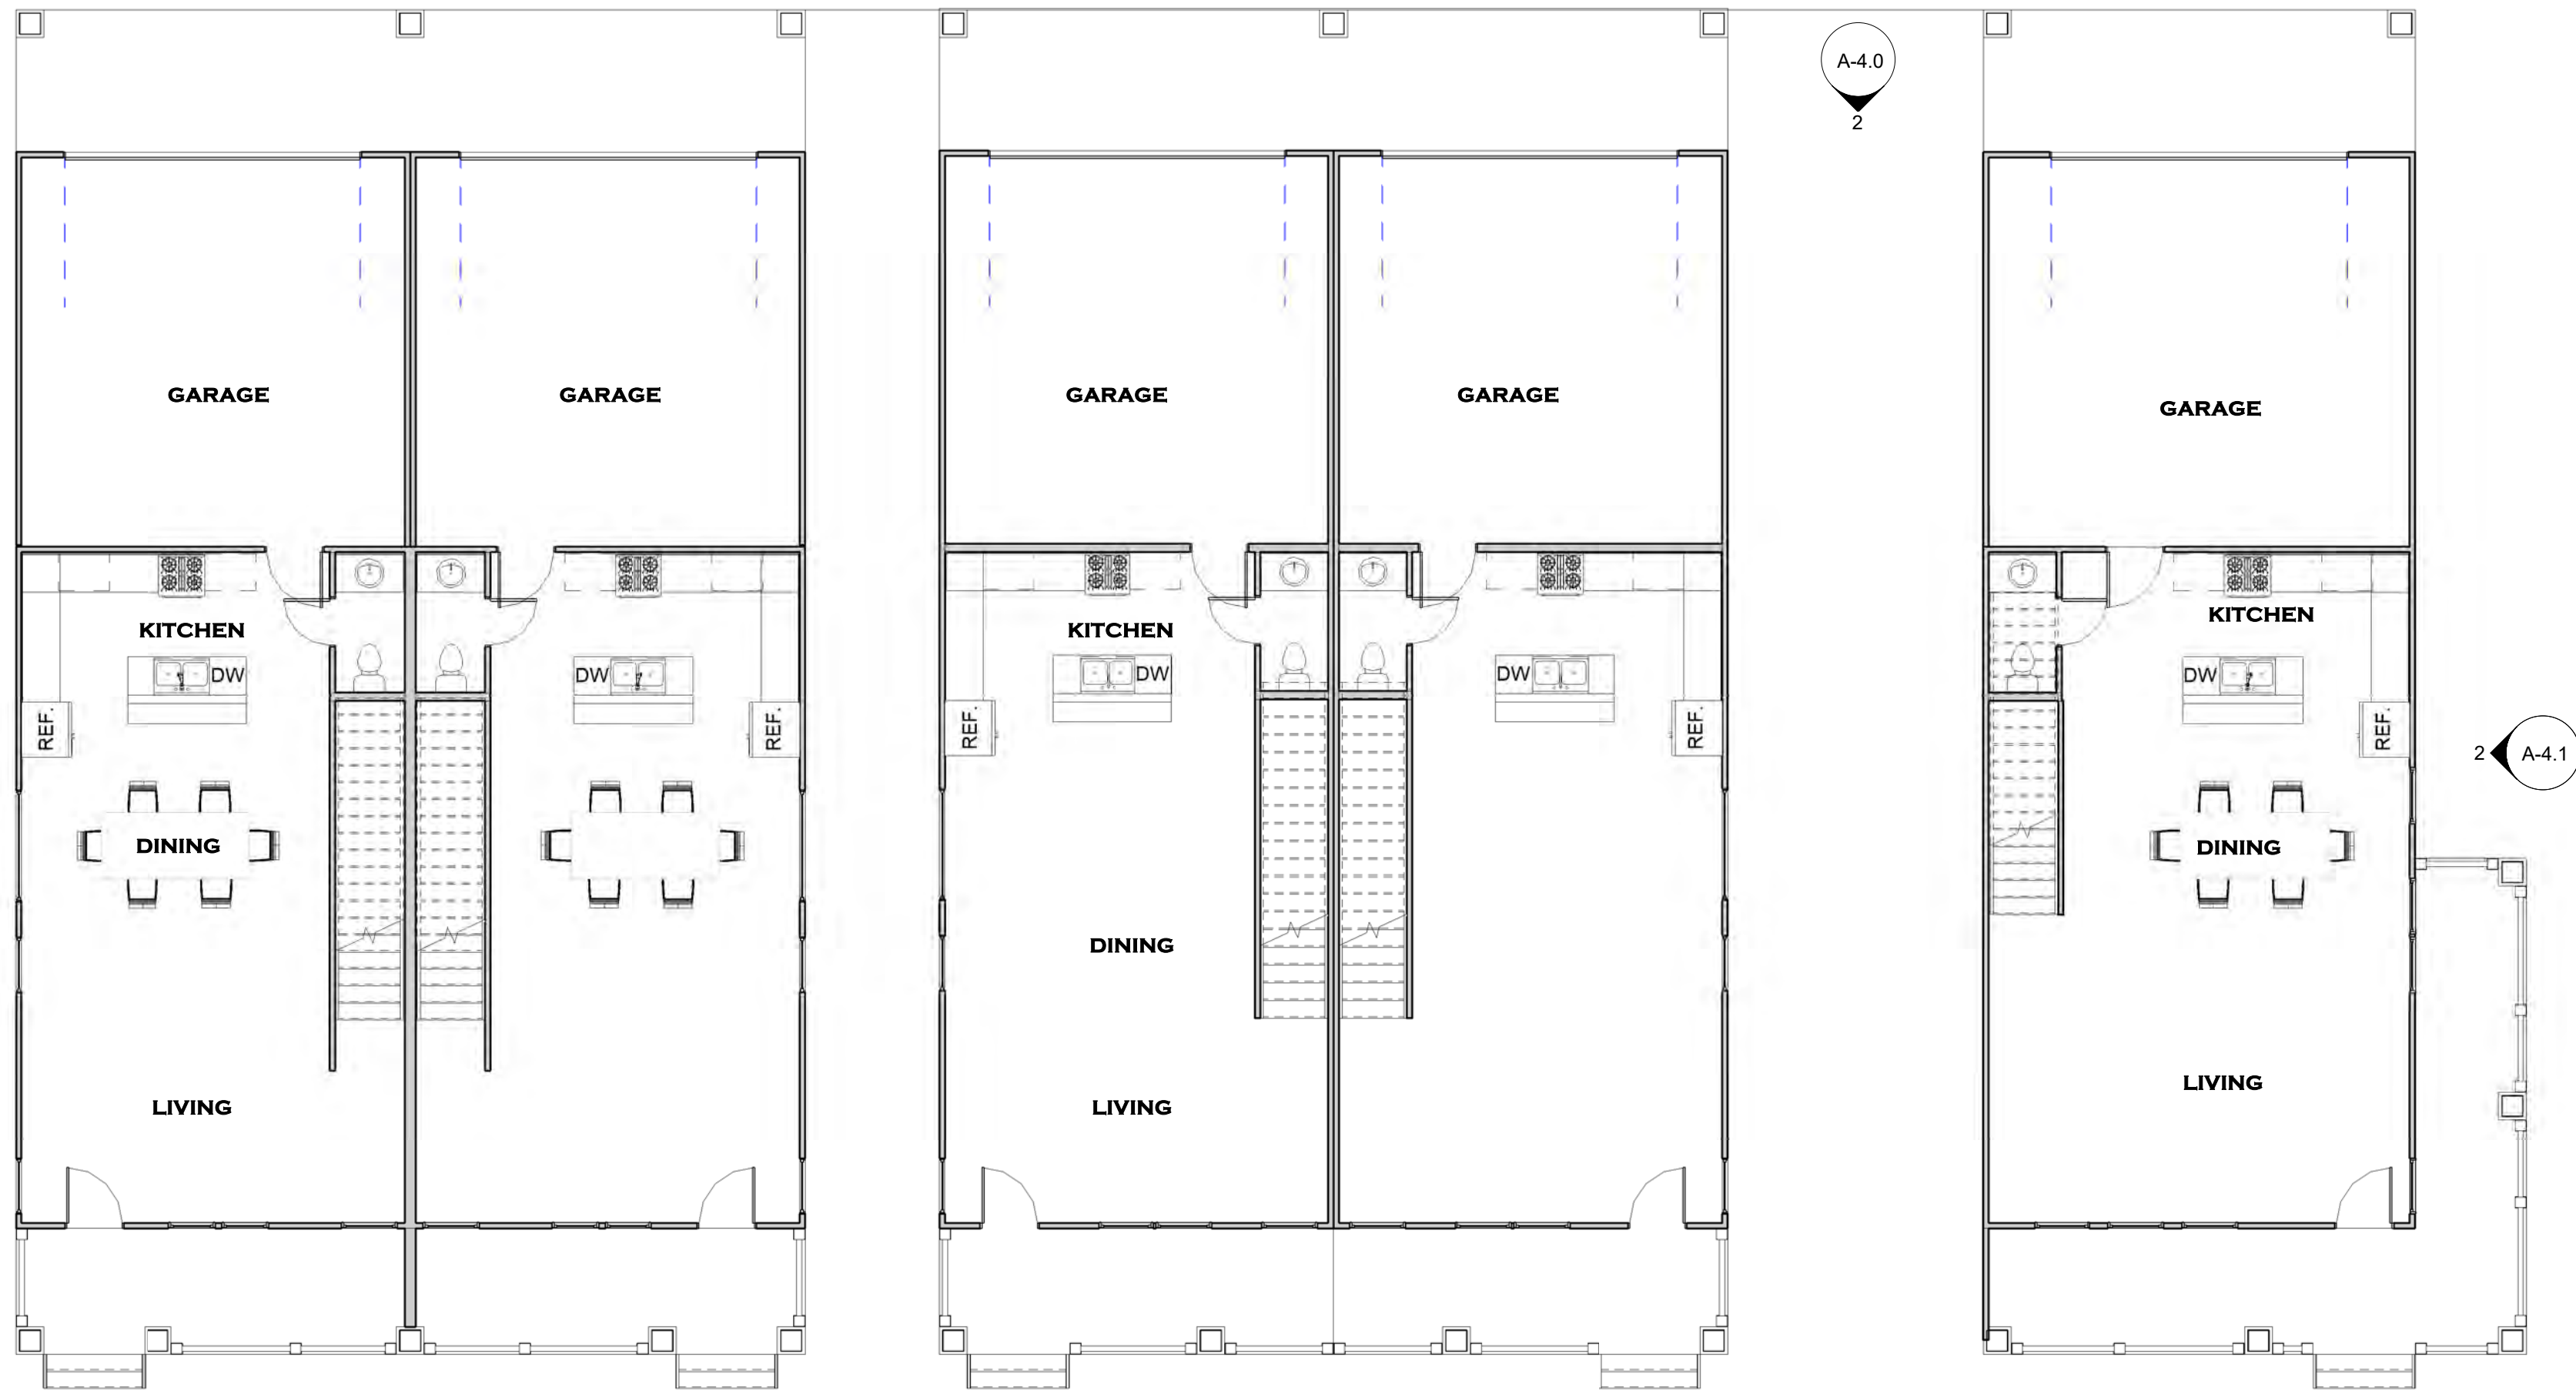 A-4.0
2
GARAGE
GARAGE
GARAGE
GARAGE
GARAGE
KITCHEN
KITCHEN
KITCHEN
DW
DW
DW
DW
DW
REF.
REF.
REF.
REF.
REF.
2
A-4.1
DINING
DINING
DINING
LIVING
LIVING
LIVING